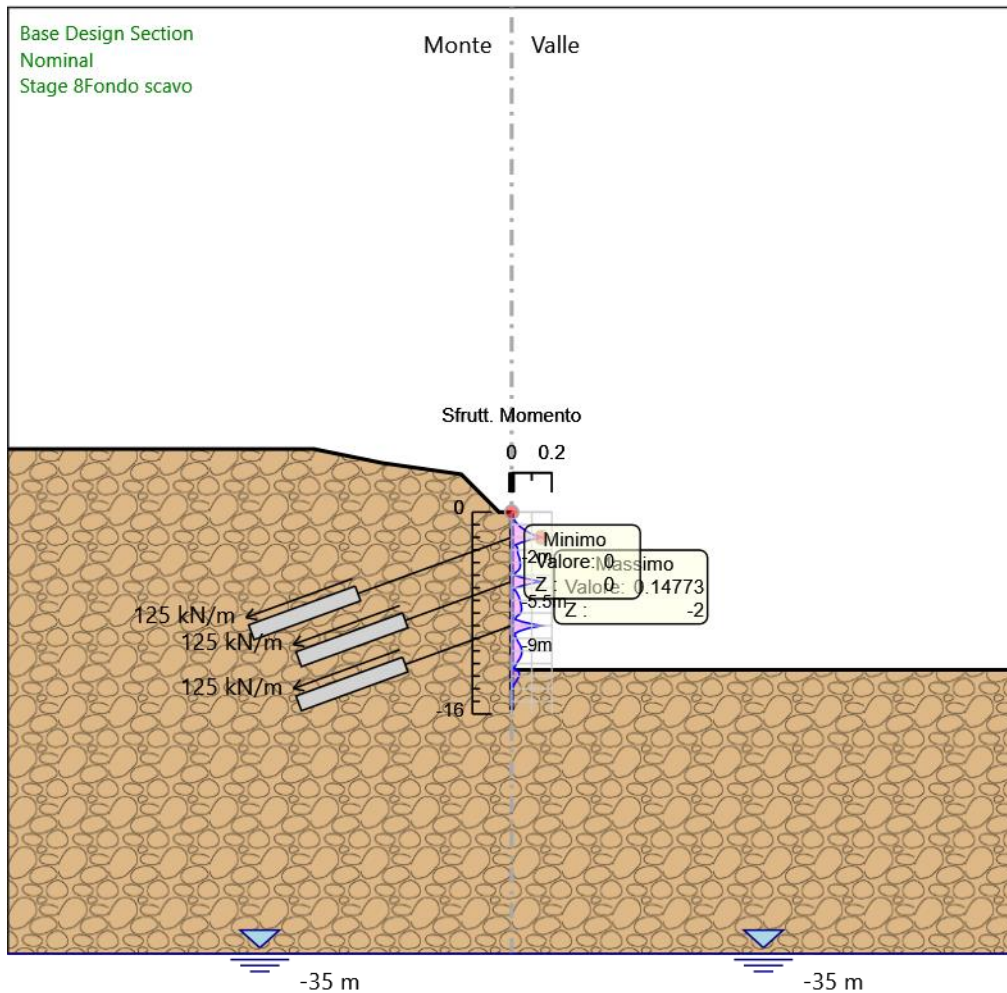 Base Design Section
Nominal
Stage 8Fondo scavo
Monte
Valle
Sfrutt. Momento
0 0.2
0
Minimo
-2m
Valore: 0
Massimo
Z : 0
Valore: 0.14773
-5.5m
Z : -2
125 kN/m
125 kN/m
-9m
125 kN/m
-16
-35 m
-35 m